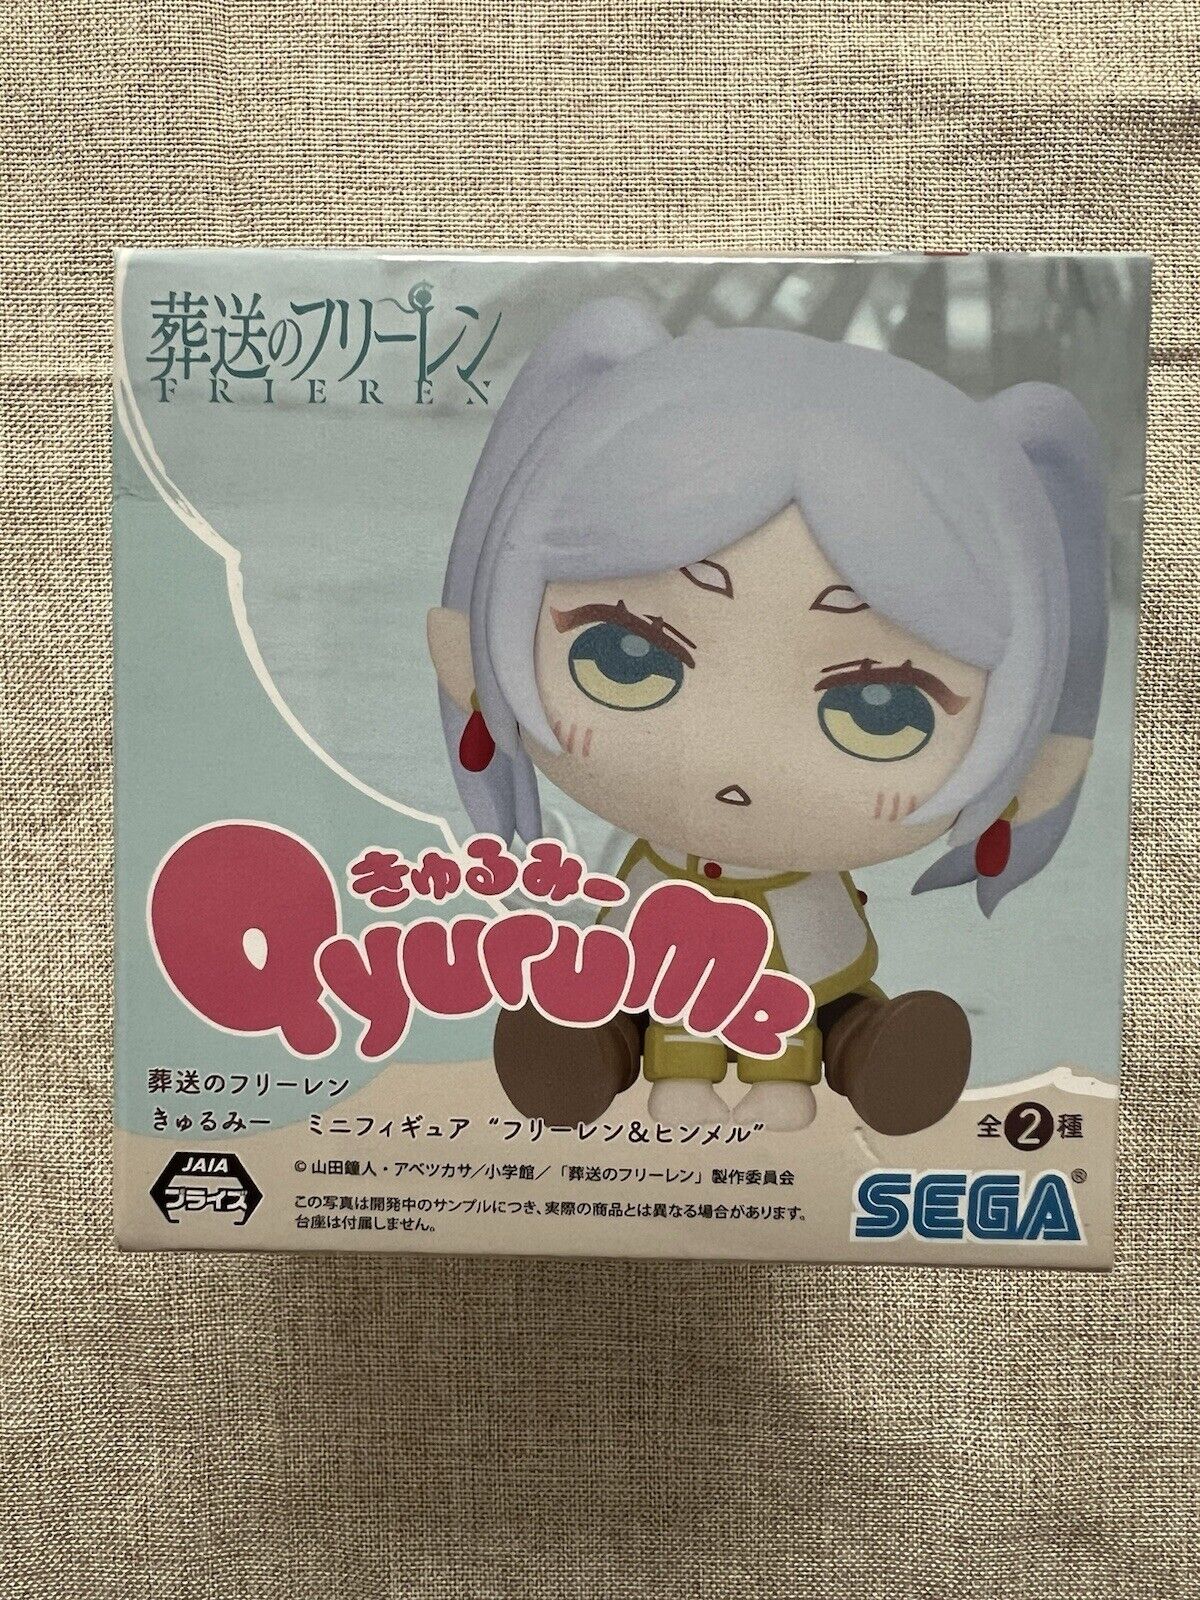 葬送のフリーレン
FRIEREN
きゅるみー
QyuruMe
葬送のフリーレン
きゅるみー ミニフィギュア “フリーレン&ヒンメル”
全2種
JAIA
プライズ
© 山田鐘人・アベツカサ/小学館/「葬送のフリーレン」製作委員会
この写真は開発中のサンプルにつき、実際の商品とは異なる場合があります。
台座は付属しません。
SEGA®